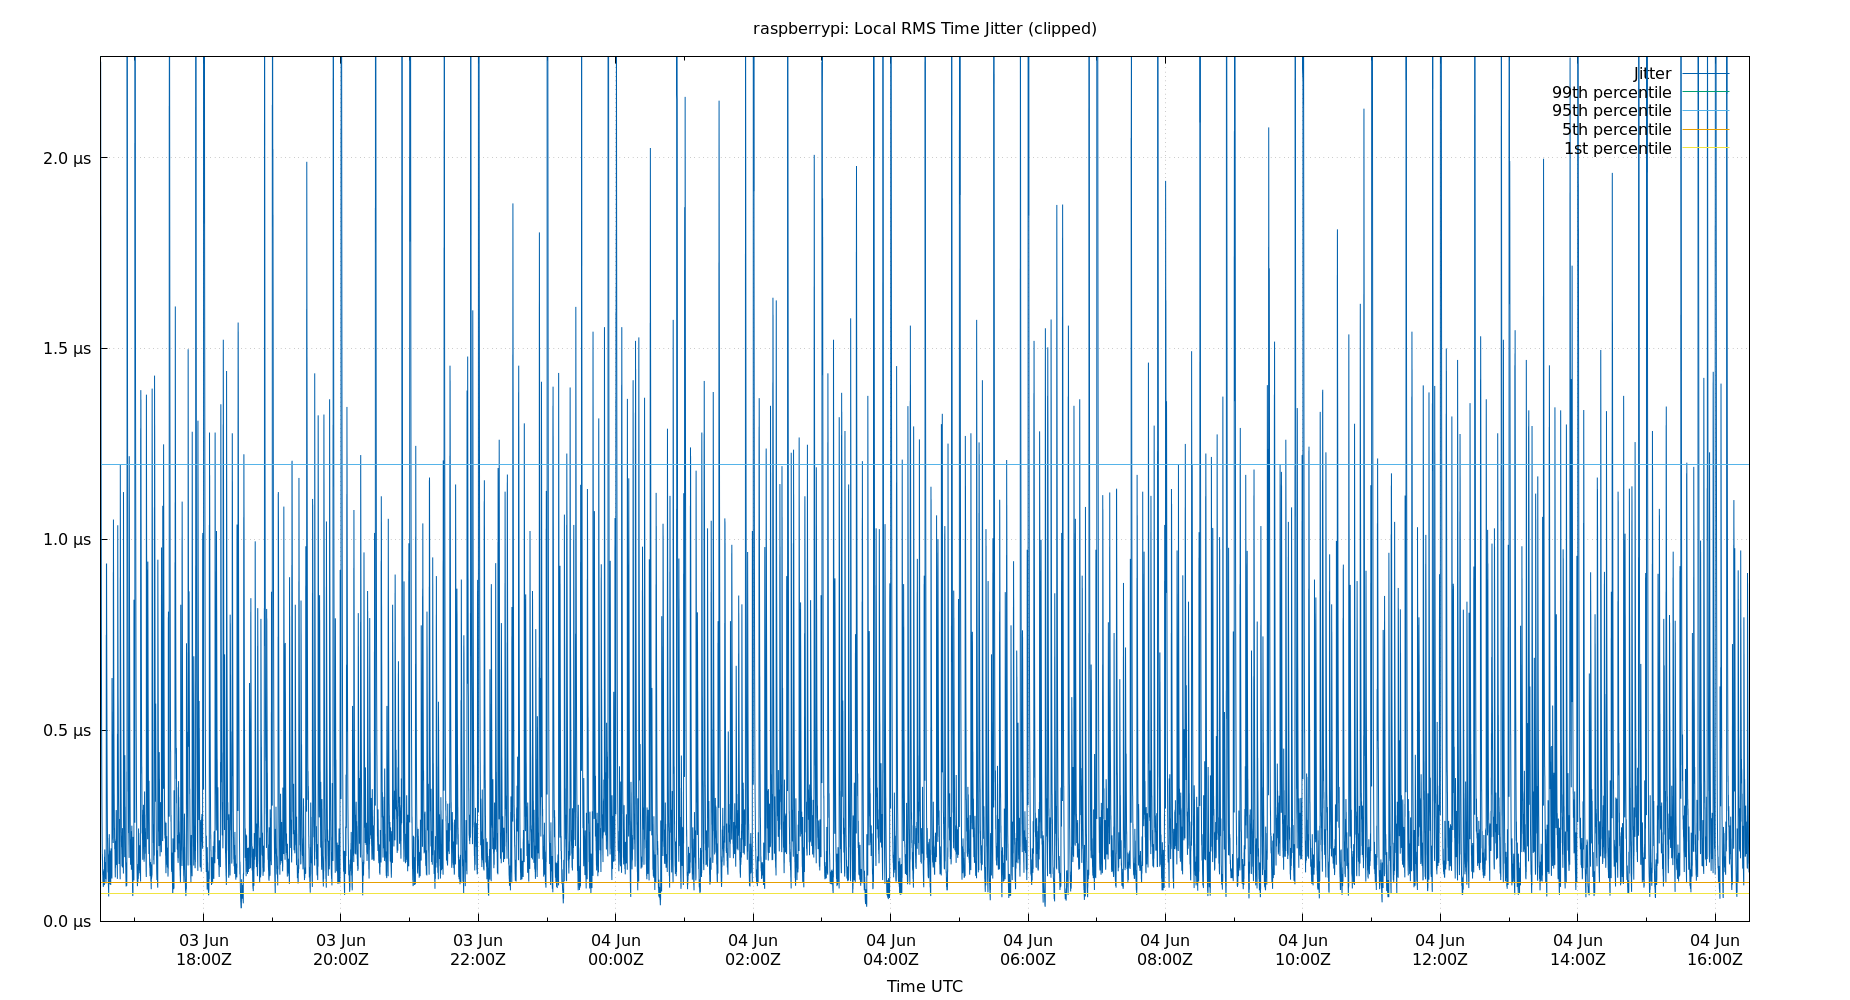 raspberrypi: Local RMS Time Jitter (clipped)
Jitter
99th percentile
95th percentile
5th percentile
1st percentile
2.0 µs
1.5 µs
1.0 µs
0.5 µs
0.0 µs
03 Jun 03 Jun 03 Jun 04 Jun 04 Jun 04 Jun 04 Jun 04 Jun 04 Jun 04 Jun 04 Jun 04 Jun
18:00Z 20:00Z 22:00Z 00:00Z 02:00Z 04:00Z 06:00Z 08:00Z 10:00Z 12:00Z 14:00Z 16:00Z
Time UTC